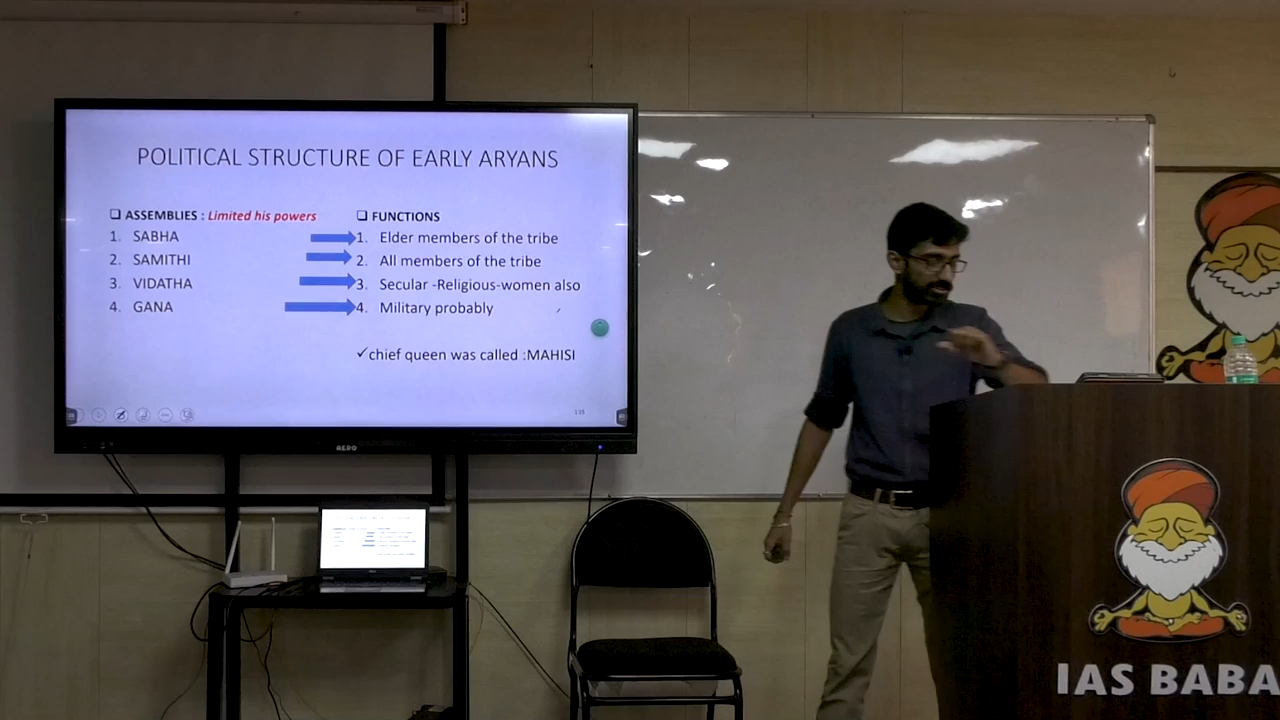 POLITICAL STRUCTURE OF EARLY ARYANS
❑ ASSEMBLIES : Limited his powers
1. SABHA
2. SAMITHI
3. VIDATHA
4. GANA
❑ FUNCTIONS
1. Elder members of the tribe
2. All members of the tribe
3. Secular -Religious-women also
4. Military probably
✓chief queen was called :MAHISI
115
AERO
IAS BABA